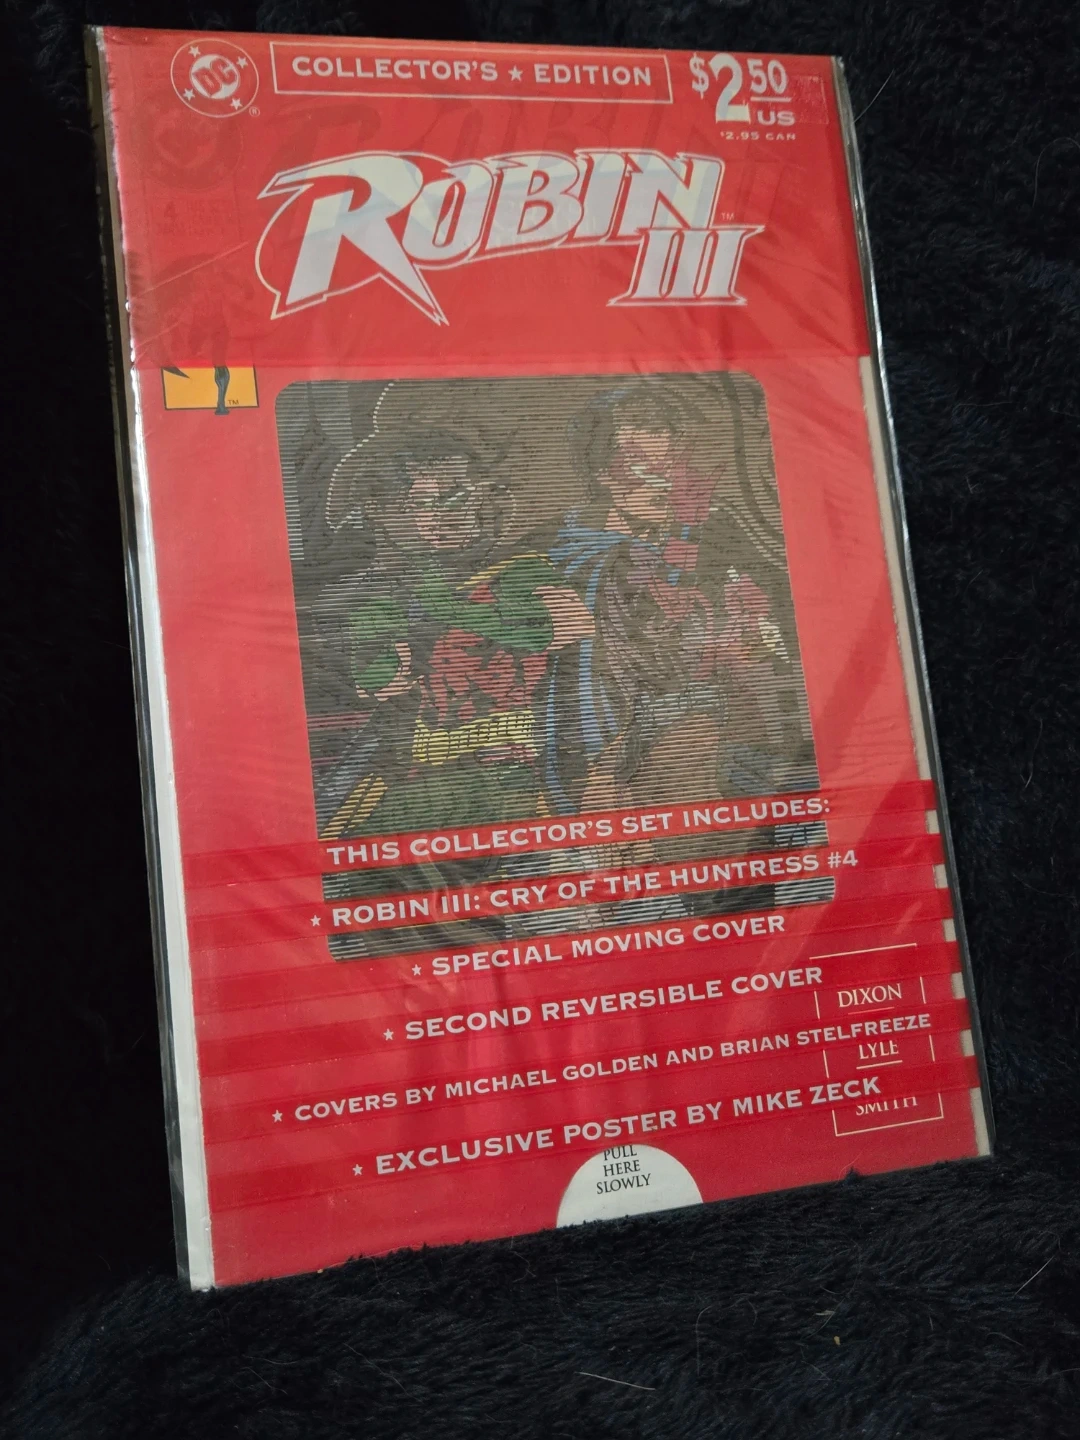 DC
®
COLLECTOR'S ★ EDITION
$2.50
US
$2.95 CAN
ROBIN
III
TM
TM
THIS COLLECTOR'S SET INCLUDES:
★ ROBIN III: CRY OF THE HUNTRESS #4
★ SPECIAL MOVING COVER
★ SECOND REVERSIBLE COVER
DIXON
★ COVERS BY MICHAEL GOLDEN AND BRIAN STELFREEZE
LYLE
★ EXCLUSIVE POSTER BY MIKE ZECK
SMITH
PULL
HERE
SLOWLY